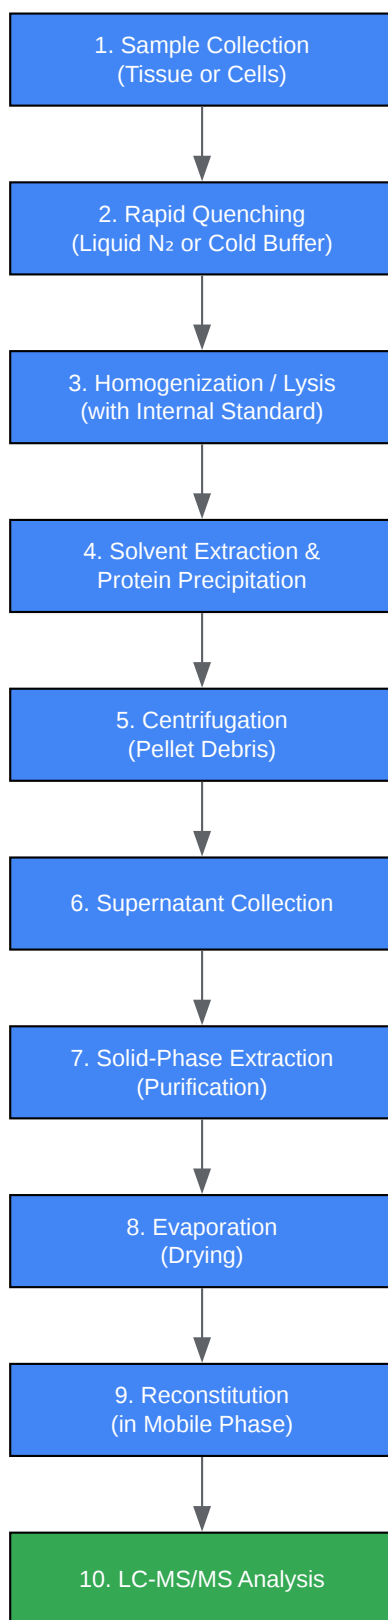 1. Sample Collection
(Tissue or Cells)
2. Rapid Quenching
(Liquid N₂ or Cold Buffer)
3. Homogenization / Lysis
(with Internal Standard)
4. Solvent Extraction &
Protein Precipitation
5. Centrifugation
(Pellet Debris)
6. Supernatant Collection
7. Solid-Phase Extraction
(Purification)
8. Evaporation
(Drying)
9. Reconstitution
(in Mobile Phase)
10. LC-MS/MS Analysis